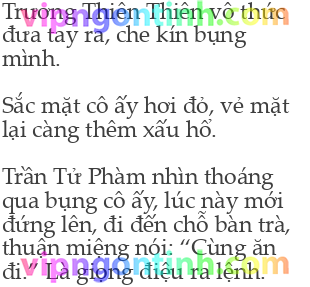 Trương Thiên Thiên vô thức
đưa tay ra, che kín bụng
mình.
Sắc mặt cô ấy hơi đỏ, vẻ mặt
lại càng thêm xấu hổ.
Trần Tử Phàm nhìn thoáng
qua bụng cô ấy, lúc này mới
đứng lên, đi đến chỗ bàn trà,
thuận miệng nói: “Cùng ăn
đi.” Là giọng điệu ra lệnh.
vipngontinh.com
vipngontinh.com